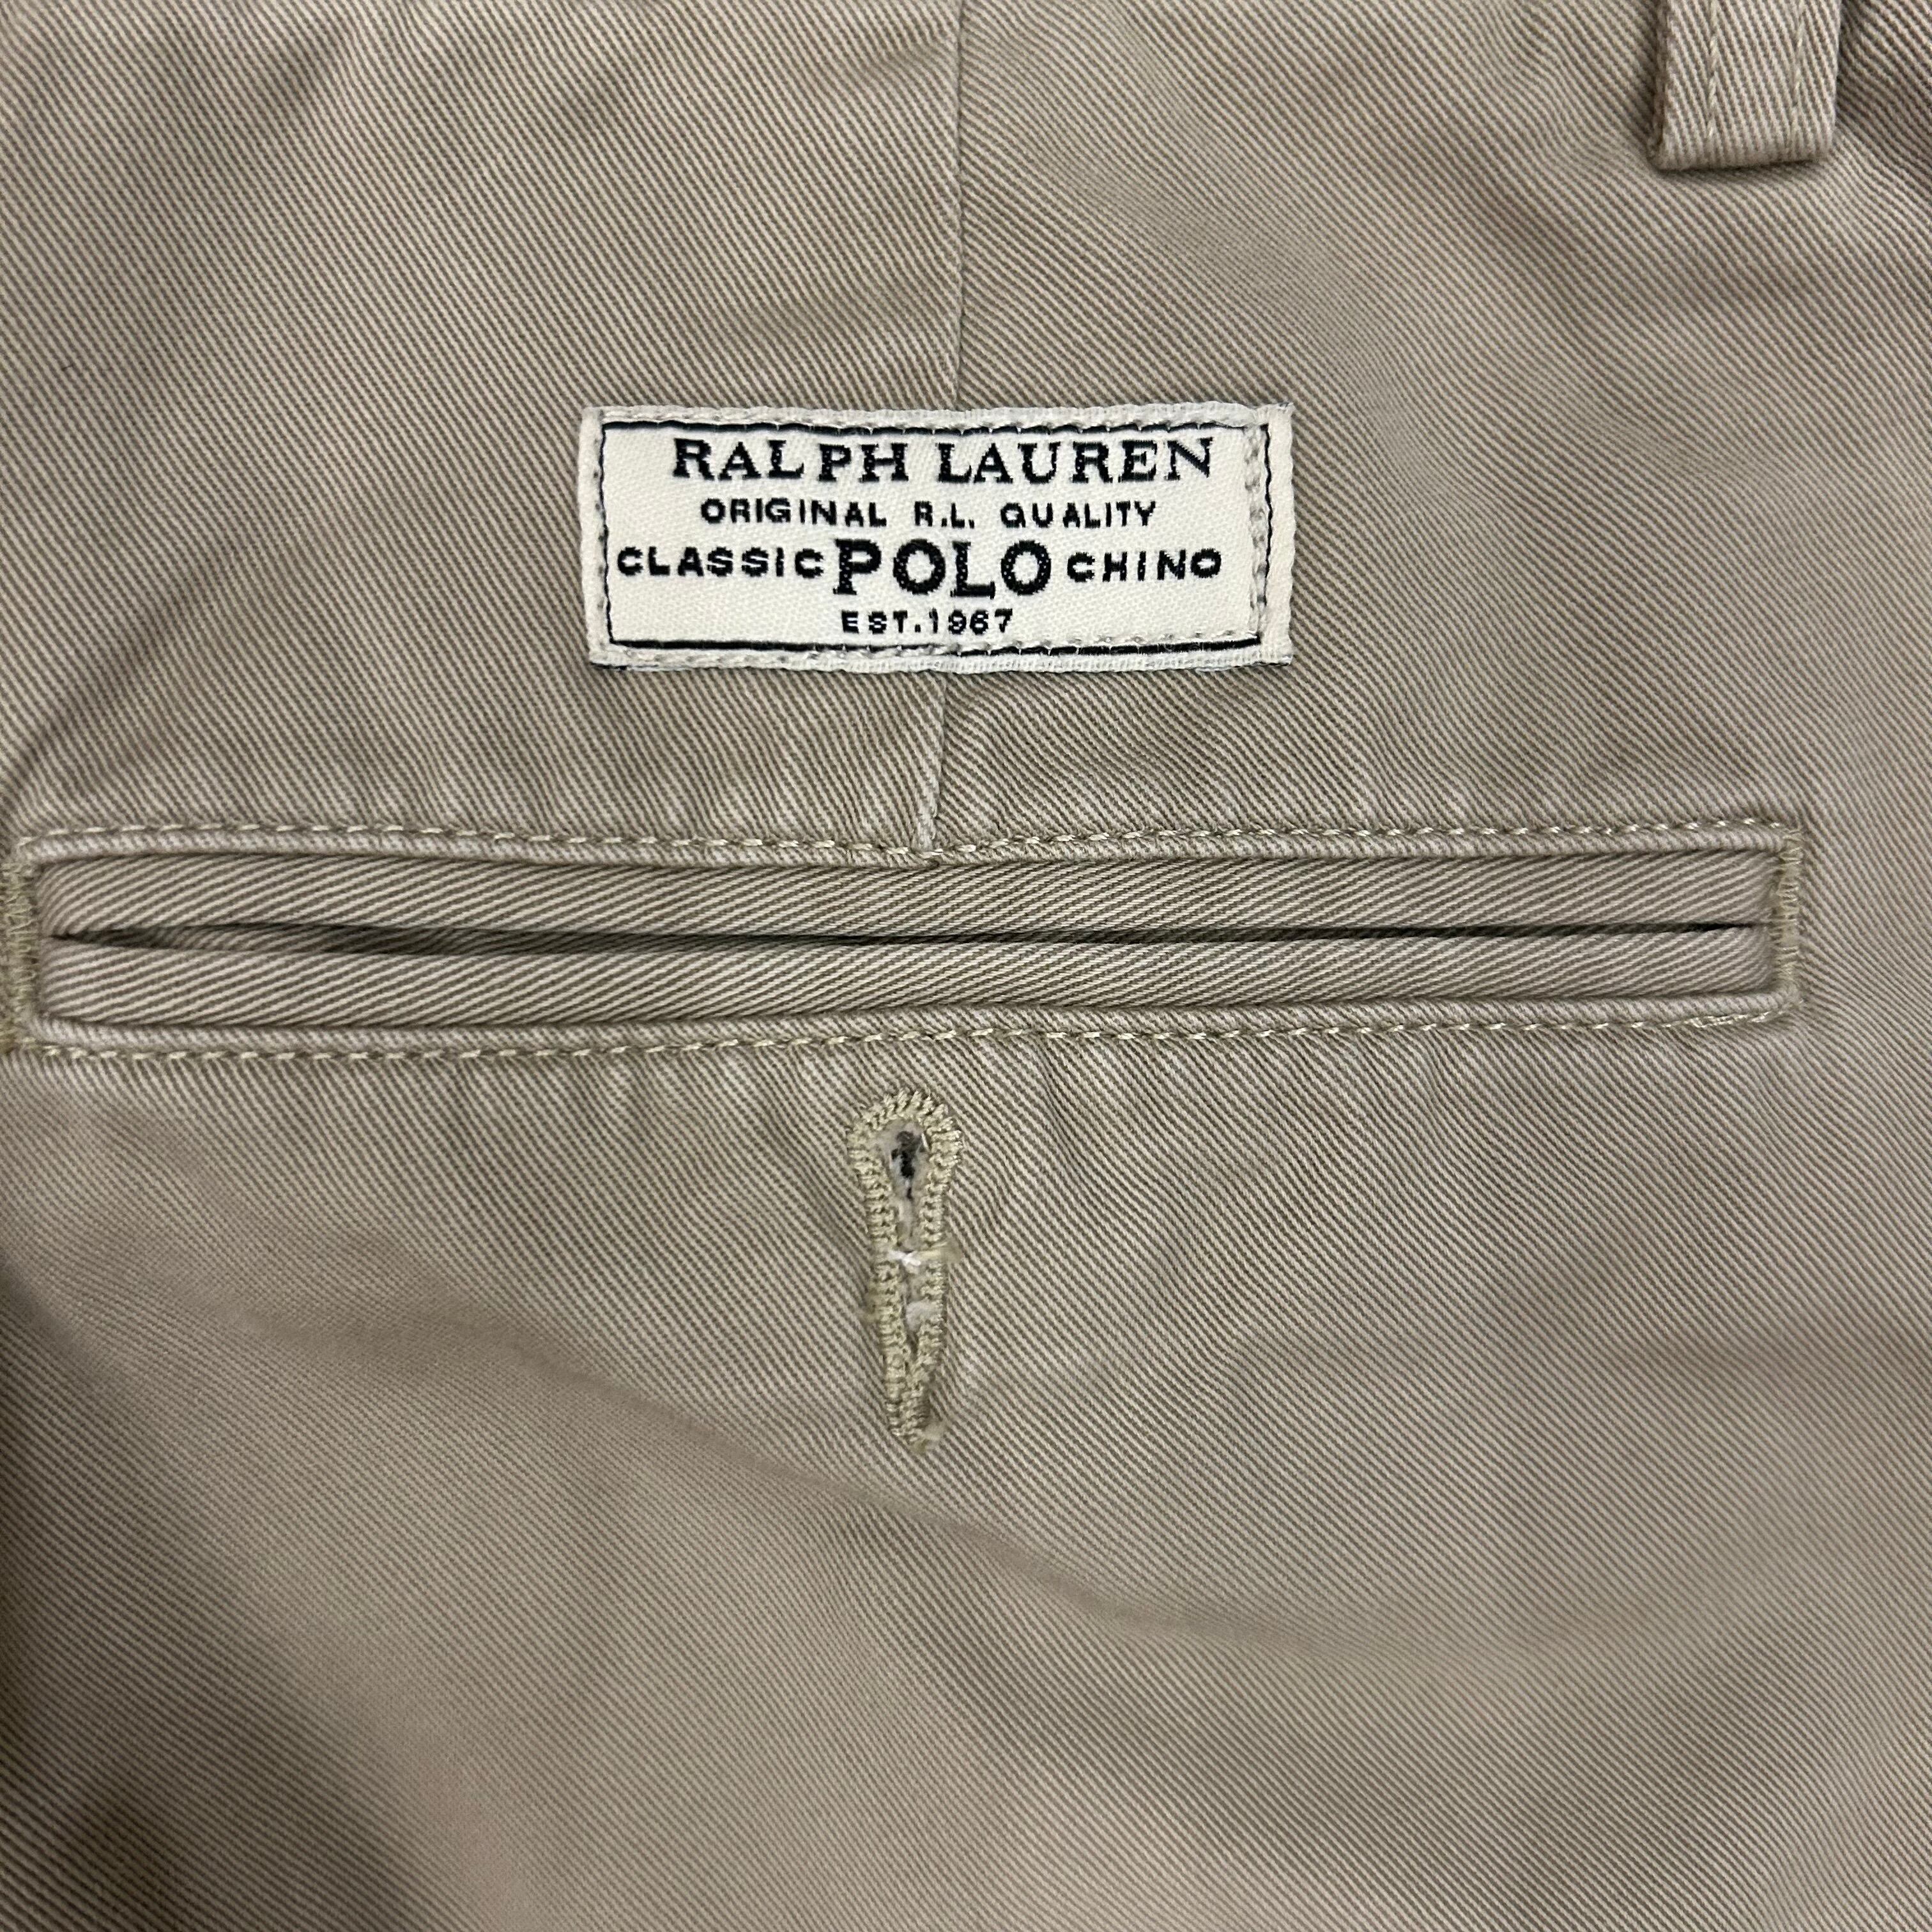 RALPH LAUREN
ORIGINAL R.L. QUALITY
CLASSIC POLO CHINO
EST.1967